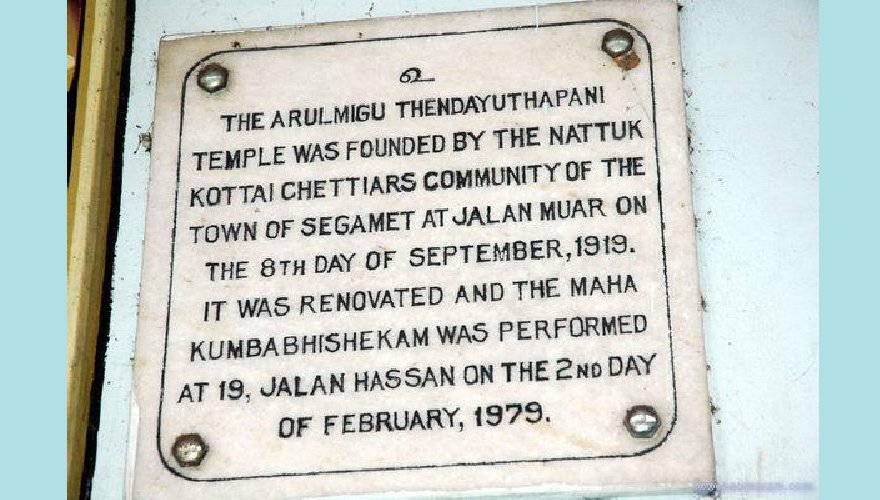 உ
THE ARULMIGU THENDAYUTHAPANI
TEMPLE WAS FOUNDED BY THE NATTUK
KOTTAI CHETTIARS COMMUNITY OF THE
TOWN OF SEGAMET AT JALAN MUAR ON
THE 8TH DAY OF SEPTEMBER, 1919.
IT WAS RENOVATED AND THE MAHA
KUMBABHISHEKAM WAS PERFORMED
AT 19, JALAN HASSAN ON THE 2ND DAY
OF FEBRUARY, 1979.